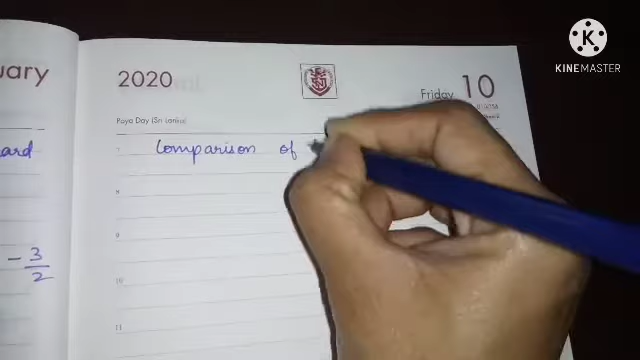 K
KINEMASTER
uary
2020
Friday 10
Poya Day (Sri Lanka)
ard
7
Comparison of
8
9
- 3/2
10
11